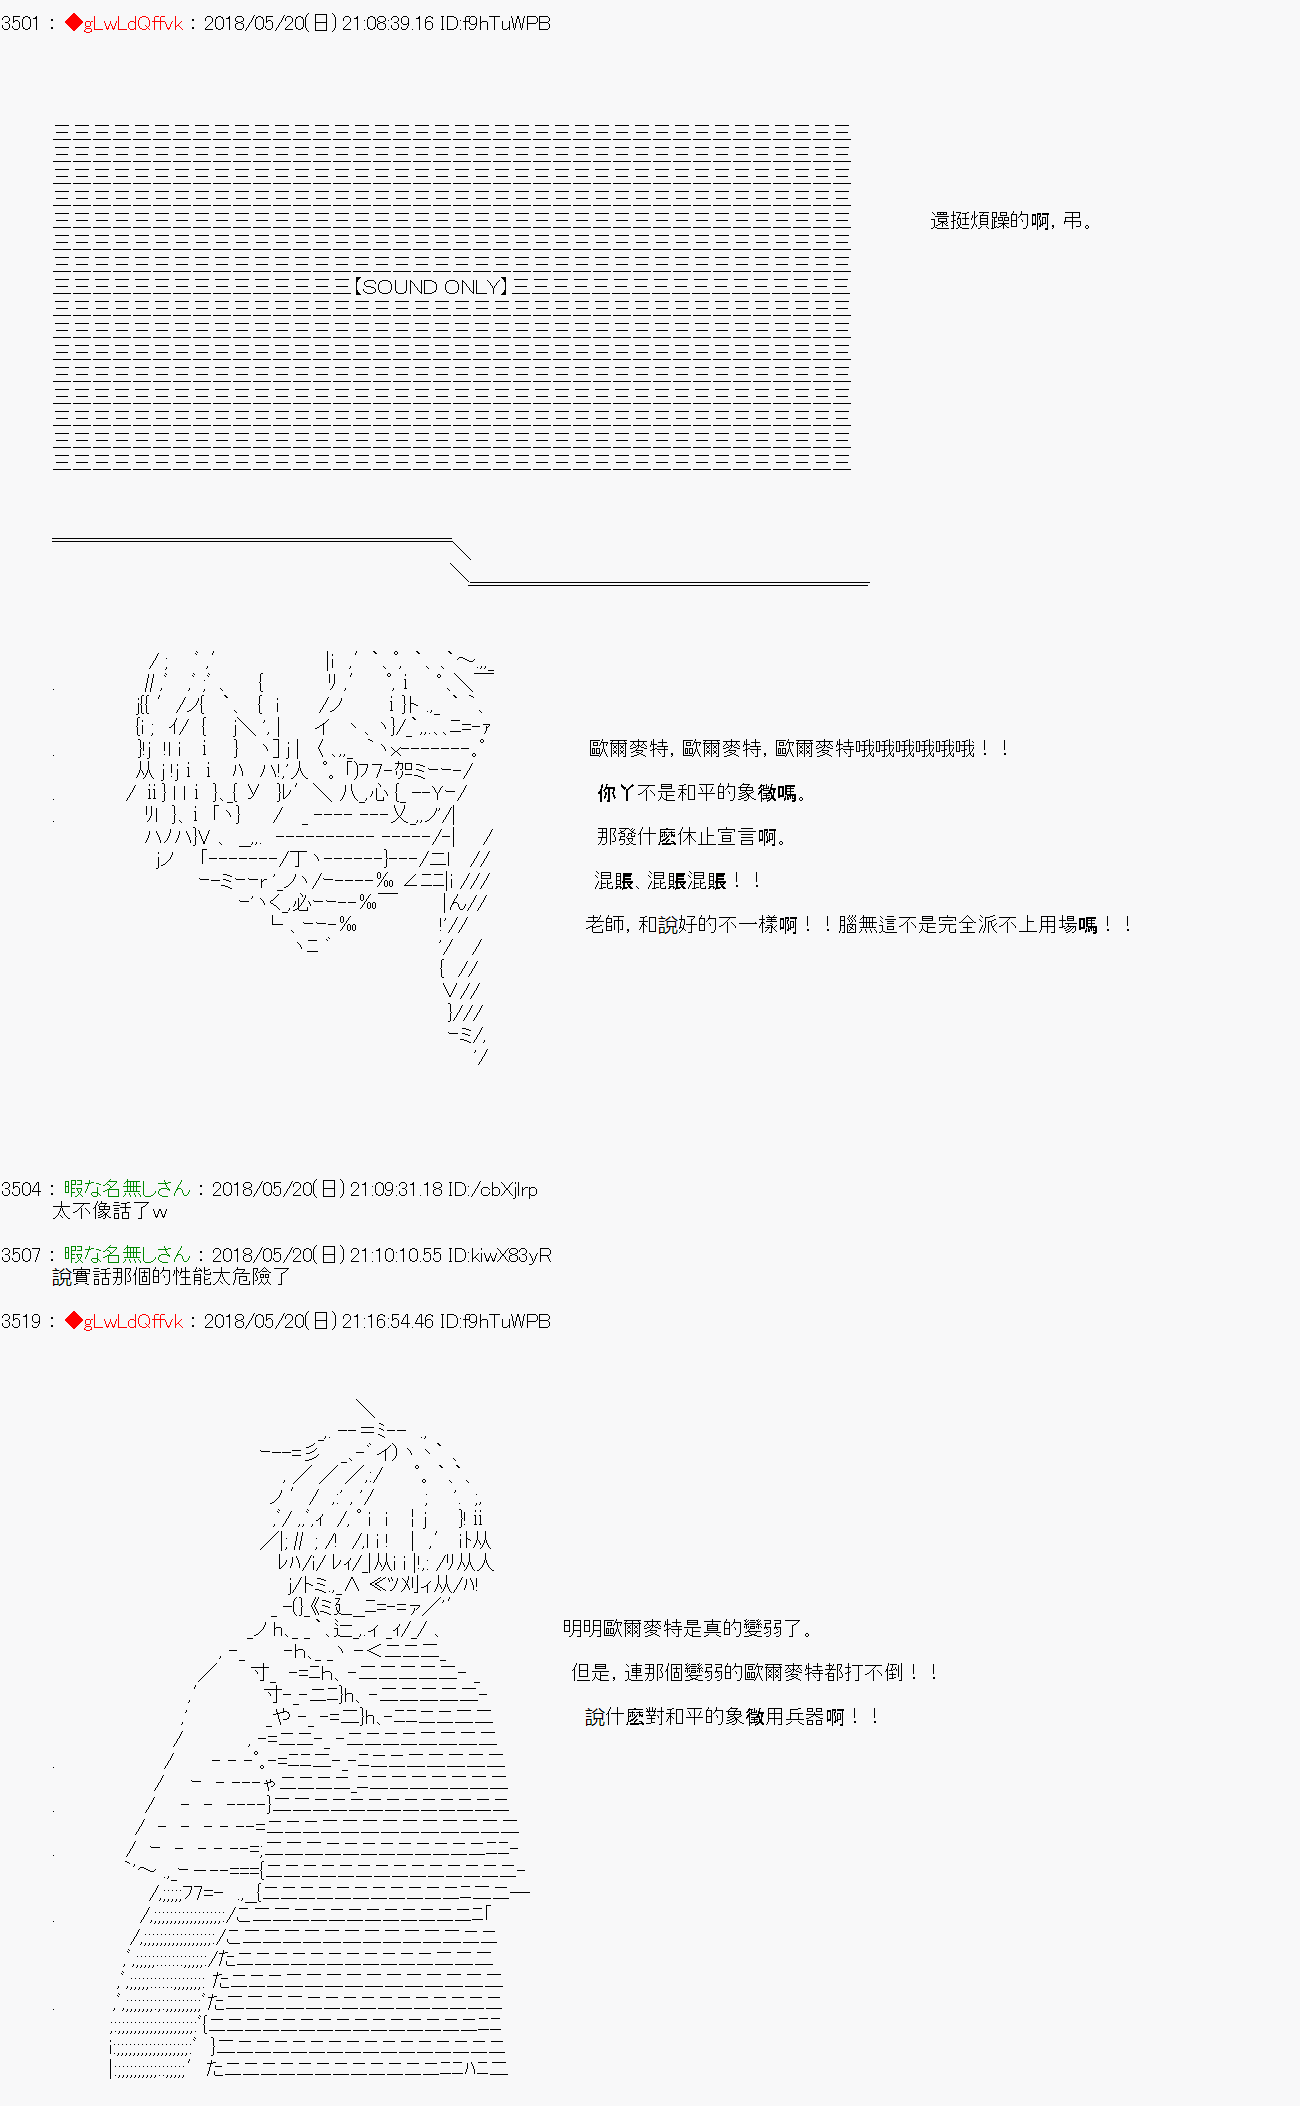 3501 : ◆gLwLdQffvk : 2018/05/20(日) 21:08:39.16 ID:f9hTuWPB
還挺煩躁的啊, 弔。
【SOUND ONLY】
歐爾麥特, 歐爾麥特, 歐爾麥特哦哦哦哦哦哦！！
你丫不是和平的象徵嗎。
那發什麽休止宣言啊。
混賬、混賬混賬！！
老師, 和說好的不一樣啊！！腦無這不是完全派不上用場嗎！！
3504 : 暇な名無しさん : 2018/05/20(日) 21:09:31.18 ID:/cbXjIrp
太不像話了w
3507 : 暇な名無しさん : 2018/05/20(日) 21:10:10.55 ID:kiwX83yR
說實話那個的性能太危險了
3519 : ◆gLwLdQffvk : 2018/05/20(日) 21:16:54.46 ID:f9hTuWPB
明明歐爾麥特是真的變弱了。
但是, 連那個變弱的歐爾麥特都打不倒！！
說什麽對和平的象徵用兵器啊！！